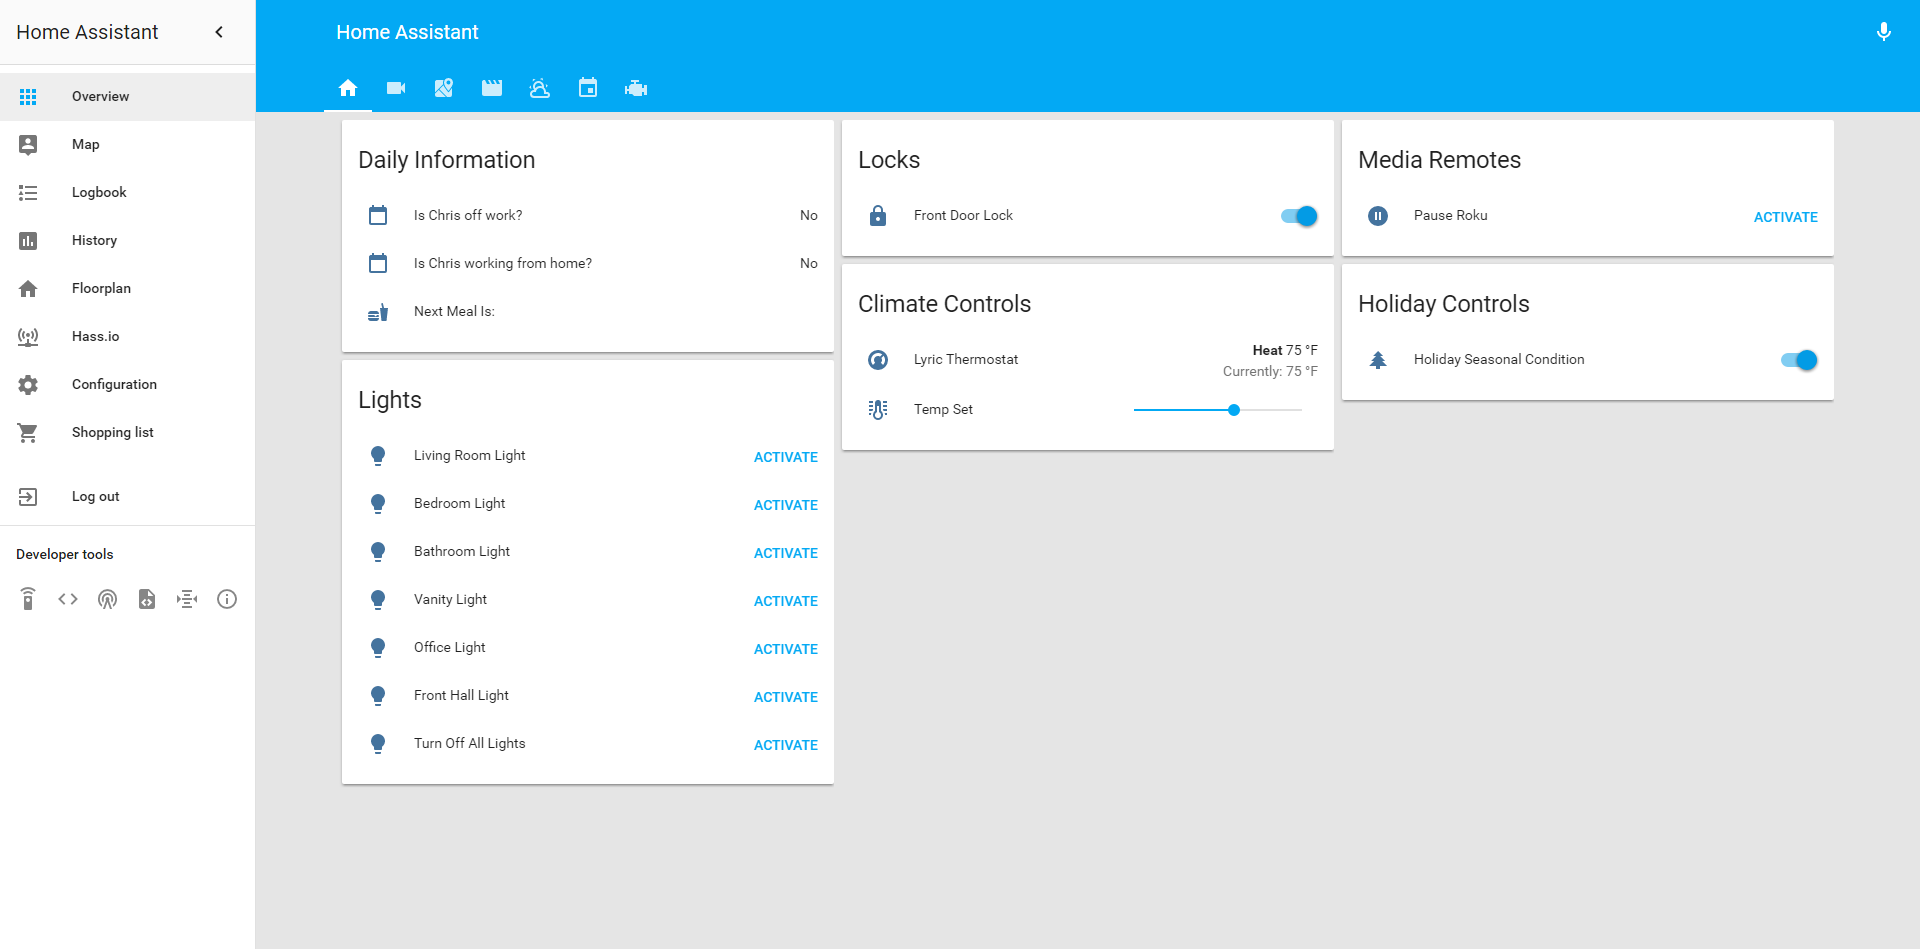 Home Assistant
Overview
Map
Logbook
History
Floorplan
Hass.io
Configuration
Shopping list
Log out
Developer tools
Home Assistant
Daily Information
Is Chris off work? No
Is Chris working from home? No
Next Meal Is:
Lights
Living Room Light ACTIVATE
Bedroom Light ACTIVATE
Bathroom Light ACTIVATE
Vanity Light ACTIVATE
Office Light ACTIVATE
Front Hall Light ACTIVATE
Turn Off All Lights ACTIVATE
Locks
Front Door Lock
Climate Controls
Lyric Thermostat Heat 75 °F
Currently: 75 °F
Temp Set
Media Remotes
Pause Roku ACTIVATE
Holiday Controls
Holiday Seasonal Condition